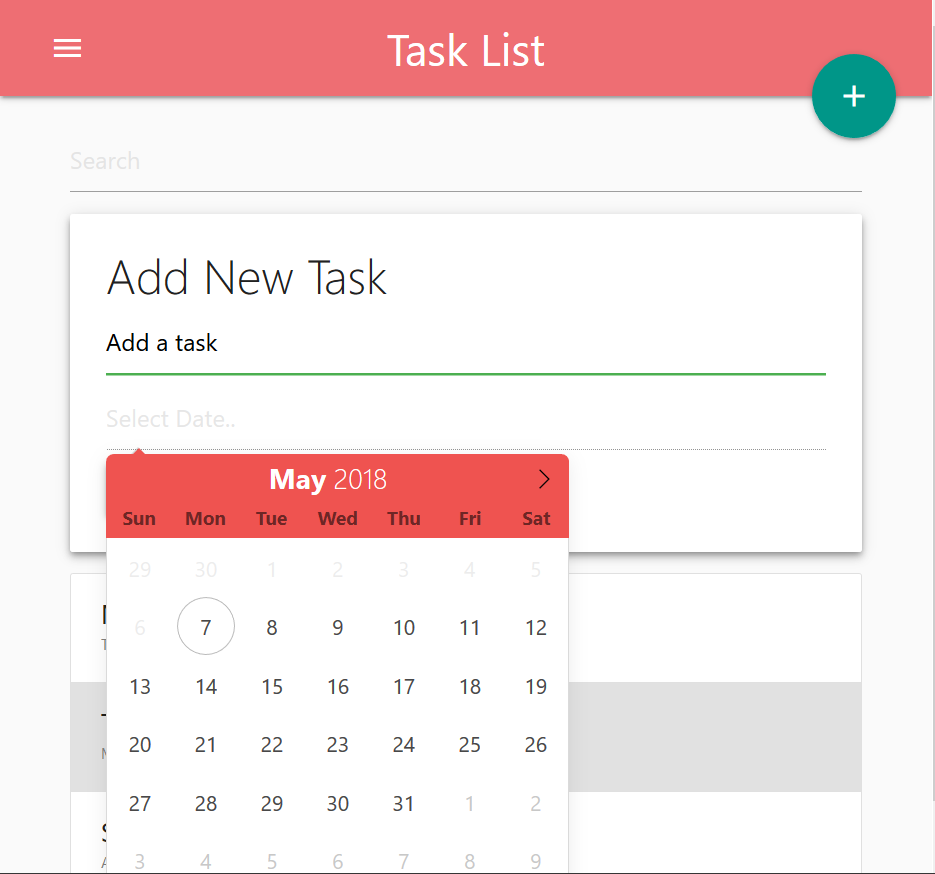 Task List
+
Search
Add New Task
Add a task
Select Date..
May 2018
Sun Mon Tue Wed Thu Fri Sat
29 30 1 2 3 4 5
6 7 8 9 10 11 12
13 14 15 16 17 18 19
20 21 22 23 24 25 26
27 28 29 30 31 1 2
3 4 5 6 7 8 9